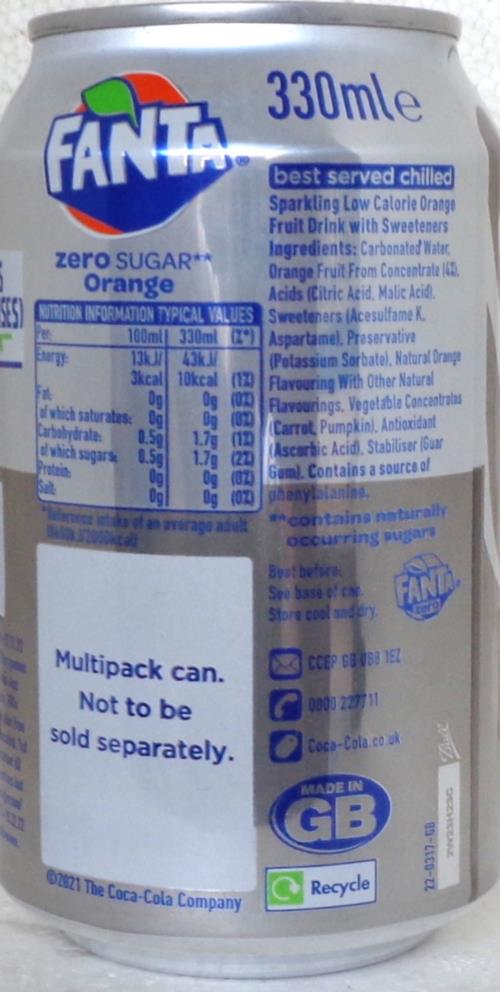 FANTA®
zero SUGAR**
Orange
NUTRITION INFORMATION TYPICAL VALUES
Per: 100ml 330ml (%*)
Energy: 13kJ/ 43kJ/
3kcal 10kcal (1%)
Fat: 0g 0g (0%)
of which saturates: 0g 0g (0%)
Carbohydrate: 0.5g 1.7g (1%)
of which sugars: 0.5g 1.7g (2%)
Protein: 0g 0g (0%)
Salt: 0g 0g (0%)
*Reference intake of an average adult
(8400kJ/2000kcal)
Multipack can.
Not to be
sold separately.
©2021 The Coca-Cola Company
330ml e
best served chilled
Sparkling Low Calorie Orange
Fruit Drink with Sweeteners
Ingredients: Carbonated Water,
Orange Fruit From Concentrate (4%),
Acids (Citric Acid, Malic Acid),
Sweeteners (Acesulfame K,
Aspartame), Preservative
(Potassium Sorbate), Natural Orange
Flavouring With Other Natural
Flavourings, Vegetable Concentrates
(Carrot, Pumpkin), Antioxidant
(Ascorbic Acid), Stabiliser (Guar
Gum). Contains a source of
phenylalanine.
**contains naturally
occurring sugars
Best before:
See base of can.
Store cool and dry.
FANTA
zero
CCEP GB UB8 1EZ
0800 227711
Coca-Cola.co.uk
MADE IN
GB
Recycle
22-0317-GB
Ball